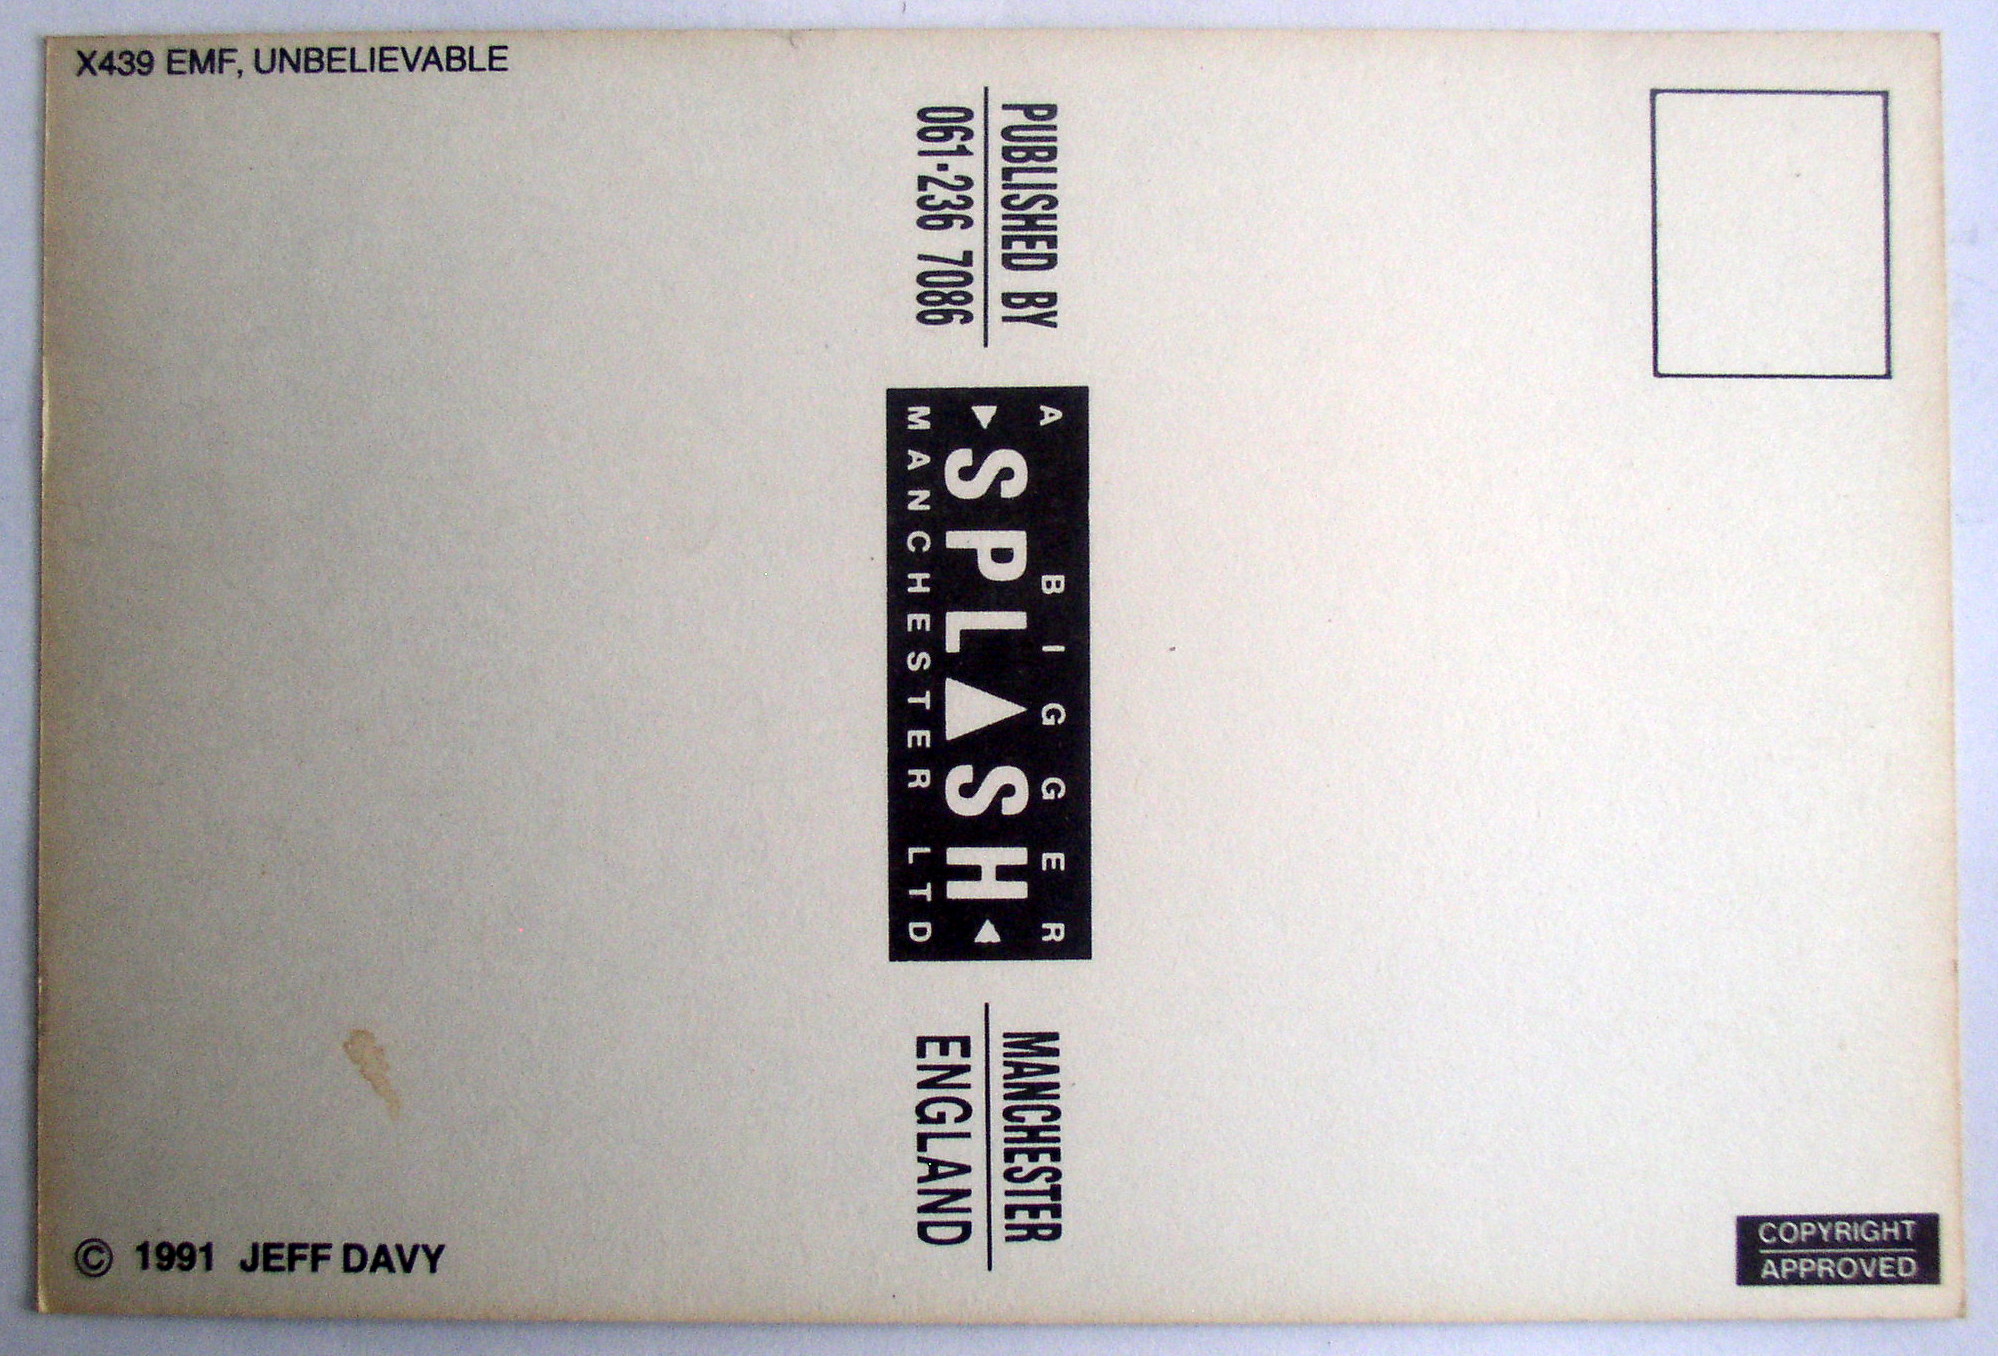 X439 EMF, UNBELIEVABLE
PUBLISHED BY
061-236 7086
A BIGGER
SPLASH
MANCHESTER LTD
MANCHESTER
ENGLAND
© 1991 JEFF DAVY
COPYRIGHT
APPROVED